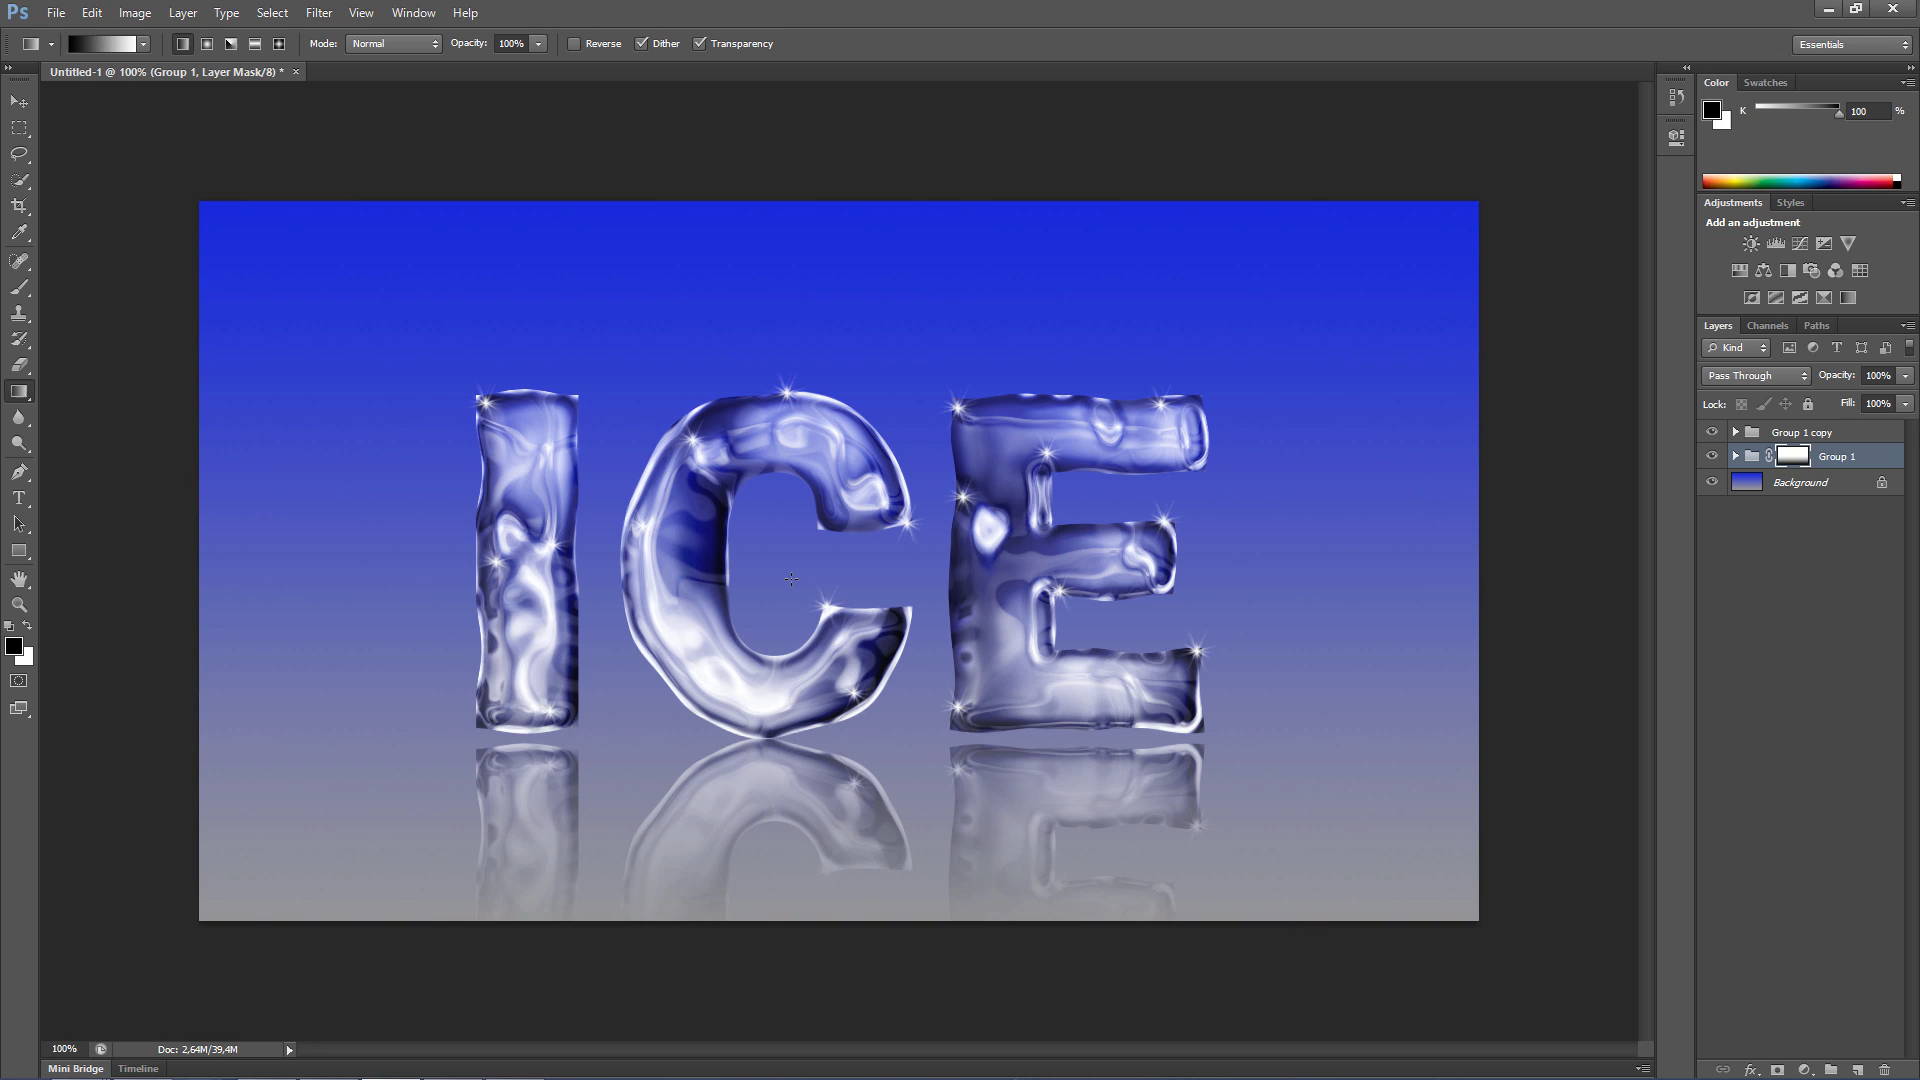 Ps File Edit Image Layer Type Select Filter View Window Help
Mode: Normal Opacity: 100% Reverse Dither Transparency Essentials
Untitled-1 @ 100% (Group 1, Layer Mask/8) * ×
Color Swatches
K 100 %
Adjustments Styles
Add an adjustment
Layers Channels Paths
Kind
Pass Through Opacity: 100%
Lock: Fill: 100%
Group 1 copy
Group 1
Background
ICE
100% Doc: 2,64M/39,4M
Mini Bridge Timeline